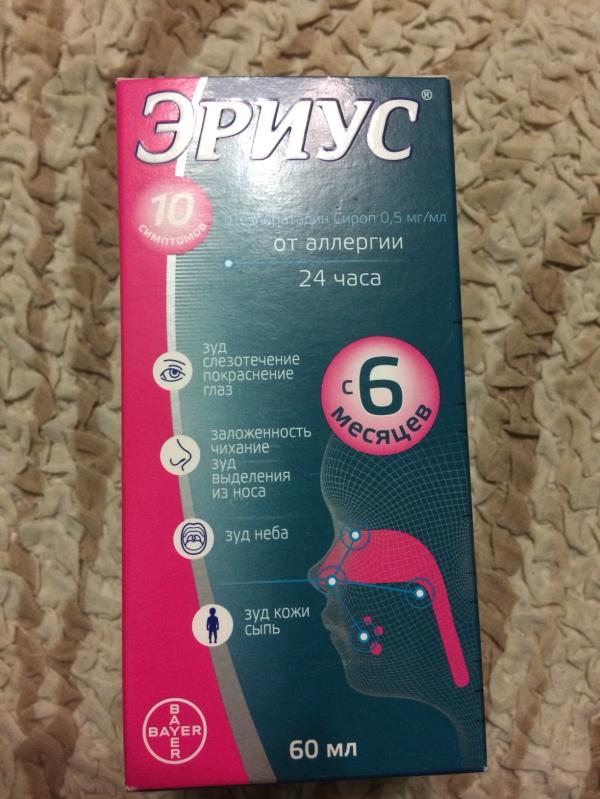 ЭРИУС®
10
симптомов
Дезлоратадин Сироп 0,5 мг/мл
от аллергии
24 часа
зуд
слезотечение
покраснение
глаз
с 6
месяцев
заложенность
чихание
зуд
выделения
из носа
зуд неба
зуд кожи
сыпь
BAYER
BAYER
60 мл